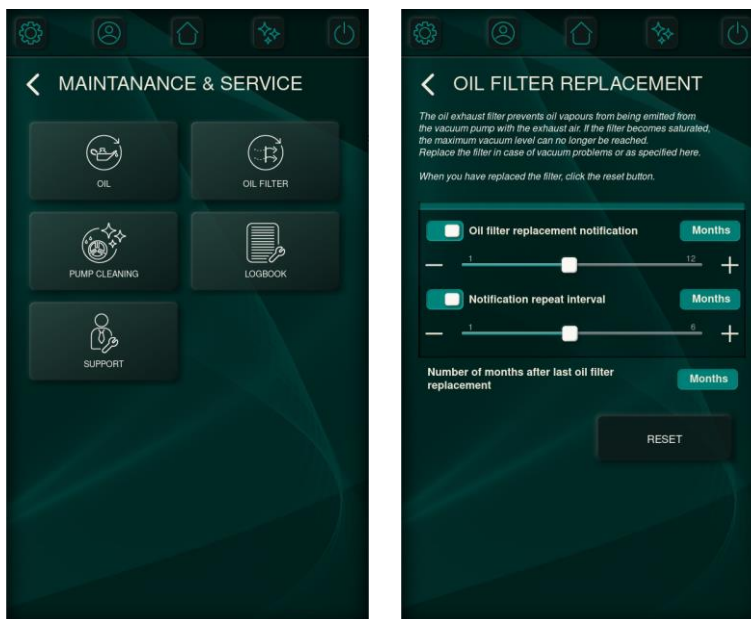 MAINTANANCE & SERVICE
OIL
OIL FILTER
PUMP CLEANING
LOGBOOK
SUPPORT
OIL FILTER REPLACEMENT
The oil exhaust filter prevents oil vapours from being emitted from
the vacuum pump with the exhaust air. If the filter becomes saturated,
the maximum vacuum level can no longer be reached.
Replace the filter in case of vacuum problems or as specified here.
When you have replaced the filter, click the reset button.
Oil filter replacement notification Months
1 12
Notification repeat interval Months
1 6
Number of months after last oil filter
replacement
Months
RESET